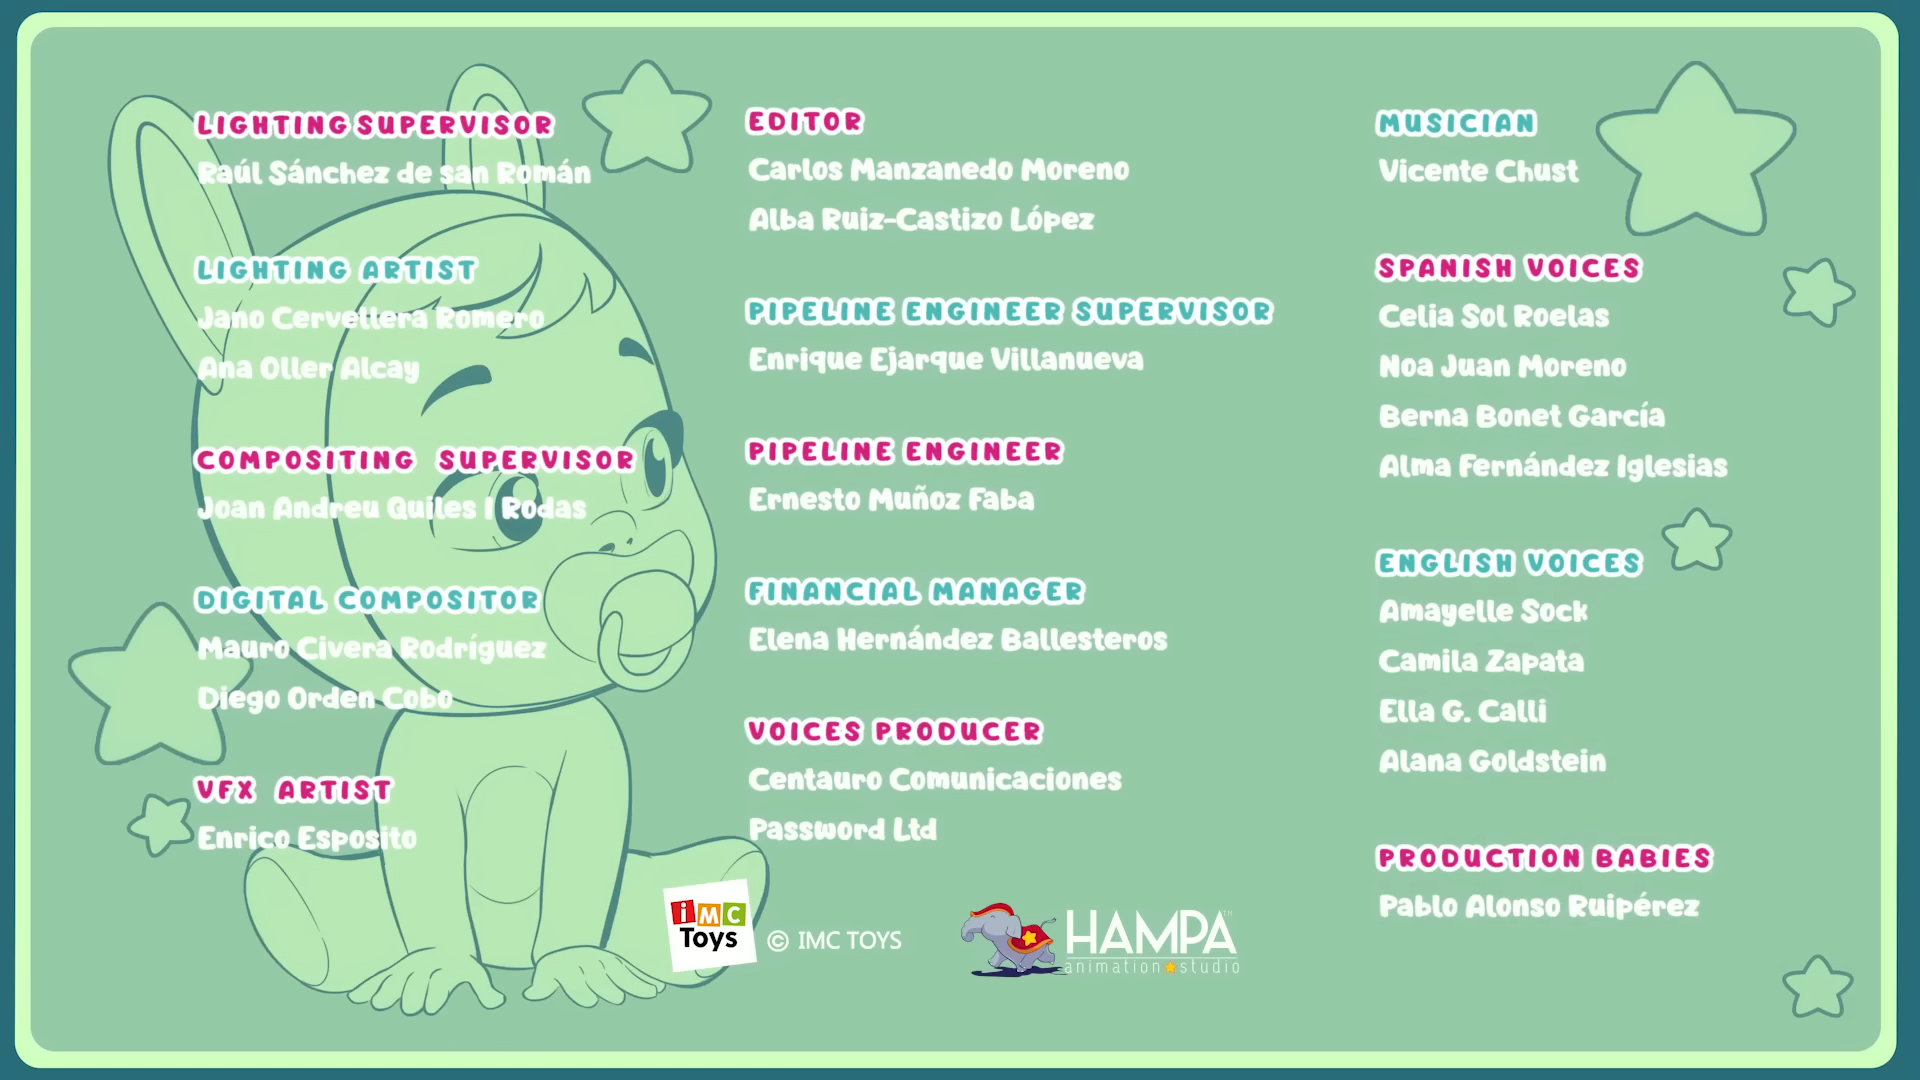 LIGHTING SUPERVISOR
Raúl Sánchez de san Román
LIGHTING ARTIST
Jano Cervellera Romero
Ana Oller Alcay
COMPOSITING SUPERVISOR
Joan Andreu Quiles I Rodas
DIGITAL COMPOSITOR
Mauro Civera Rodríguez
Diego Orden Cobo
VFX ARTIST
Enrico Esposito
EDITOR
Carlos Manzanedo Moreno
Alba Ruiz-Castizo López
PIPELINE ENGINEER SUPERVISOR
Enrique Ejarque Villanueva
PIPELINE ENGINEER
Ernesto Muñoz Faba
FINANCIAL MANAGER
Elena Hernández Ballesteros
VOICES PRODUCER
Centauro Comunicaciones
Password Ltd
MUSICIAN
Vicente Chust
SPANISH VOICES
Celia Sol Roelas
Noa Juan Moreno
Berna Bonet García
Alma Fernández Iglesias
ENGLISH VOICES
Amayelle Sock
Camila Zapata
Ella G. Calli
Alana Goldstein
PRODUCTION BABIES
Pablo Alonso Ruipérez
iMC
Toys
© IMC TOYS
HAMPA™
animation studio